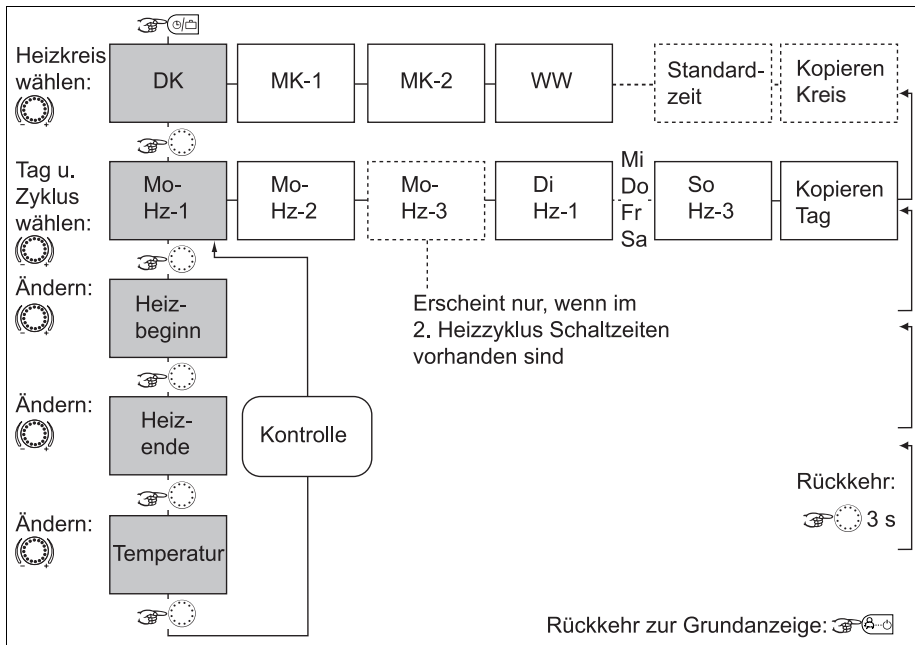 Heizkreis
wählen:
DK
MK-1
MK-2
WW
Standard-
zeit
Kopieren
Kreis
Tag u.
Zyklus
wählen:
Mo-
Hz-1
Mo-
Hz-2
Mo-
Hz-3
Di
Hz-1
Mi
Do
Fr
Sa
So
Hz-3
Kopieren
Tag
Ändern:
Heiz-
beginn
Erscheint nur, wenn im
2. Heizzyklus Schaltzeiten
vorhanden sind
Ändern:
Heiz-
ende
Kontrolle
Rückkehr:
3 s
Ändern:
Temperatur
Rückkehr zur Grundanzeige: